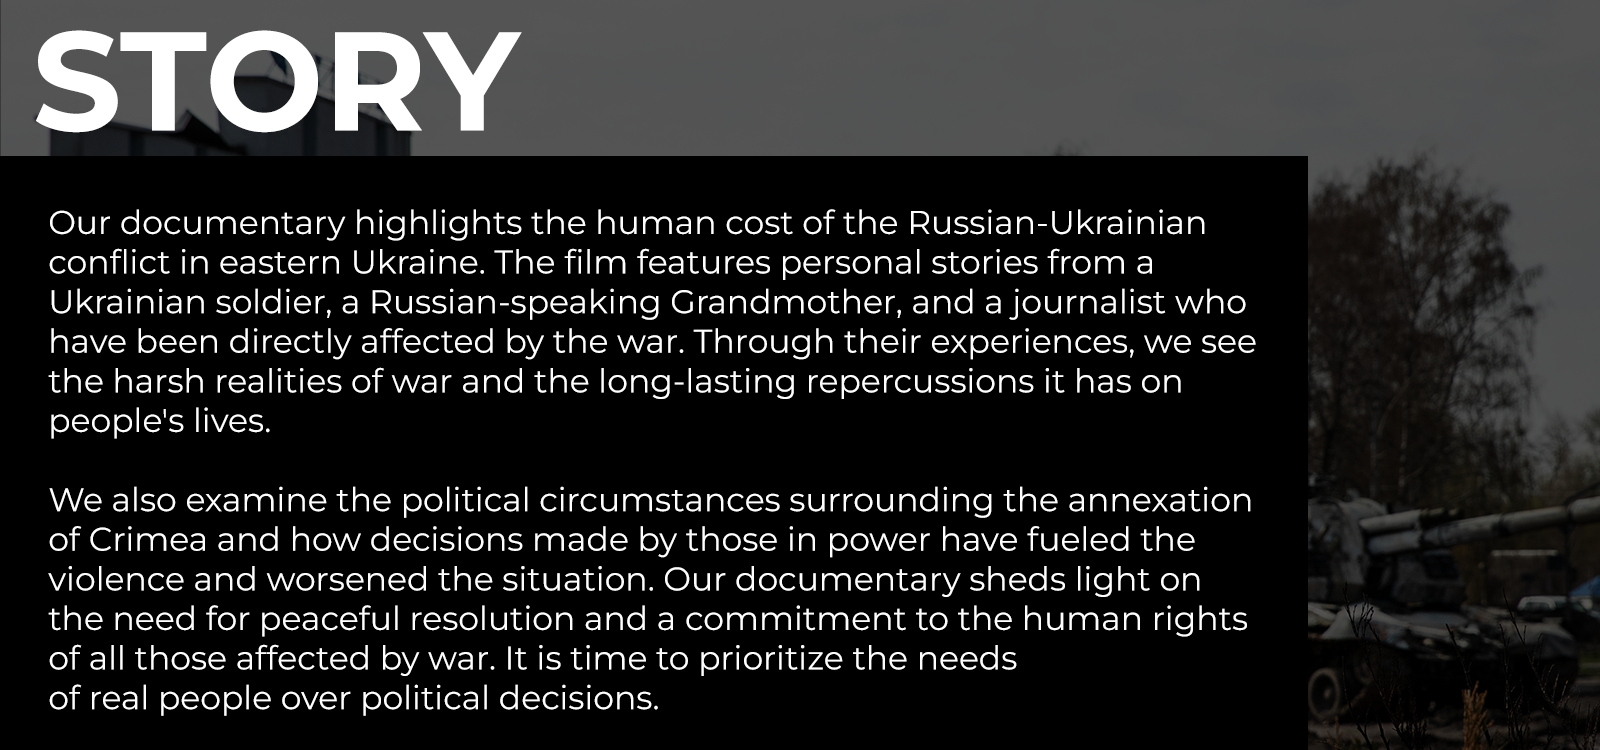 STORY
Our documentary highlights the human cost of the Russian-Ukrainian
conflict in eastern Ukraine. The film features personal stories from a
Ukrainian soldier, a Russian-speaking Grandmother, and a journalist who
have been directly affected by the war. Through their experiences, we see
the harsh realities of war and the long-lasting repercussions it has on
people's lives.
We also examine the political circumstances surrounding the annexation
of Crimea and how decisions made by those in power have fueled the
violence and worsened the situation. Our documentary sheds light on
the need for peaceful resolution and a commitment to the human rights
of all those affected by war. It is time to prioritize the needs
of real people over political decisions.